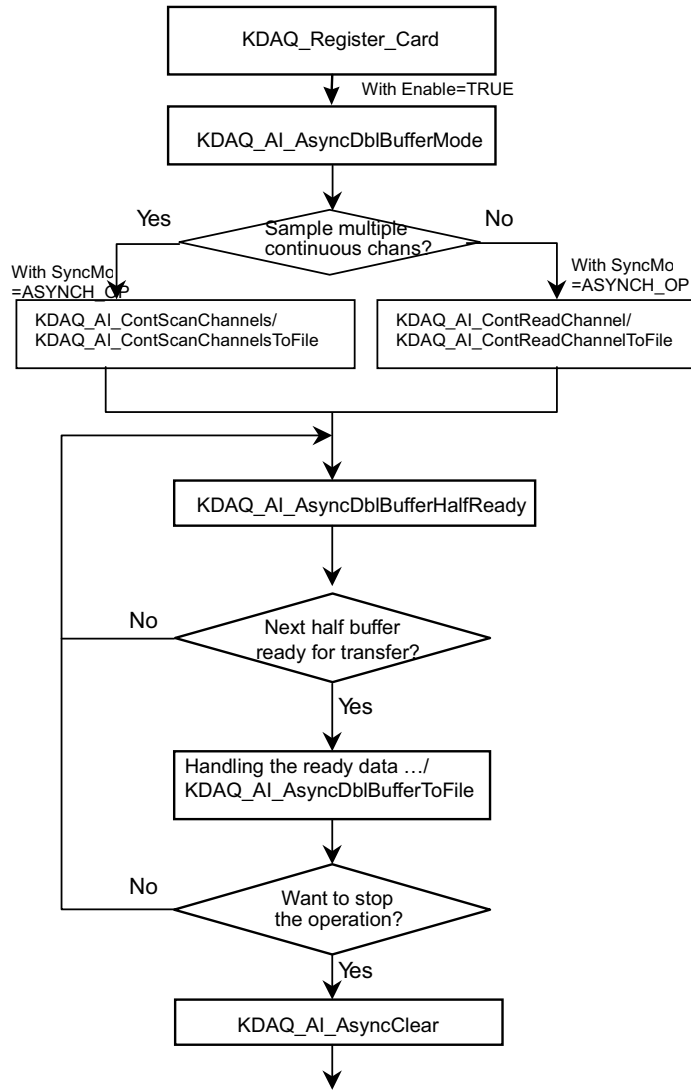 KDAQ_Register_Card
With Enable=TRUE
KDAQ_AI_AsyncDblBufferMode
Yes
No
Sample multiple
continuous chans?
With SyncMo
=ASYNCH_OP
With SyncMo
=ASYNCH_OP
KDAQ_AI_ContScanChannels/
KDAQ_AI_ContScanChannelsToFile
KDAQ_AI_ContReadChannel/
KDAQ_AI_ContReadChannelToFile
KDAQ_AI_AsyncDblBufferHalfReady
No
Next half buffer
ready for transfer?
Yes
Handling the ready data …/
KDAQ_AI_AsyncDblBufferToFile
No
Want to stop
the operation?
Yes
KDAQ_AI_AsyncClear